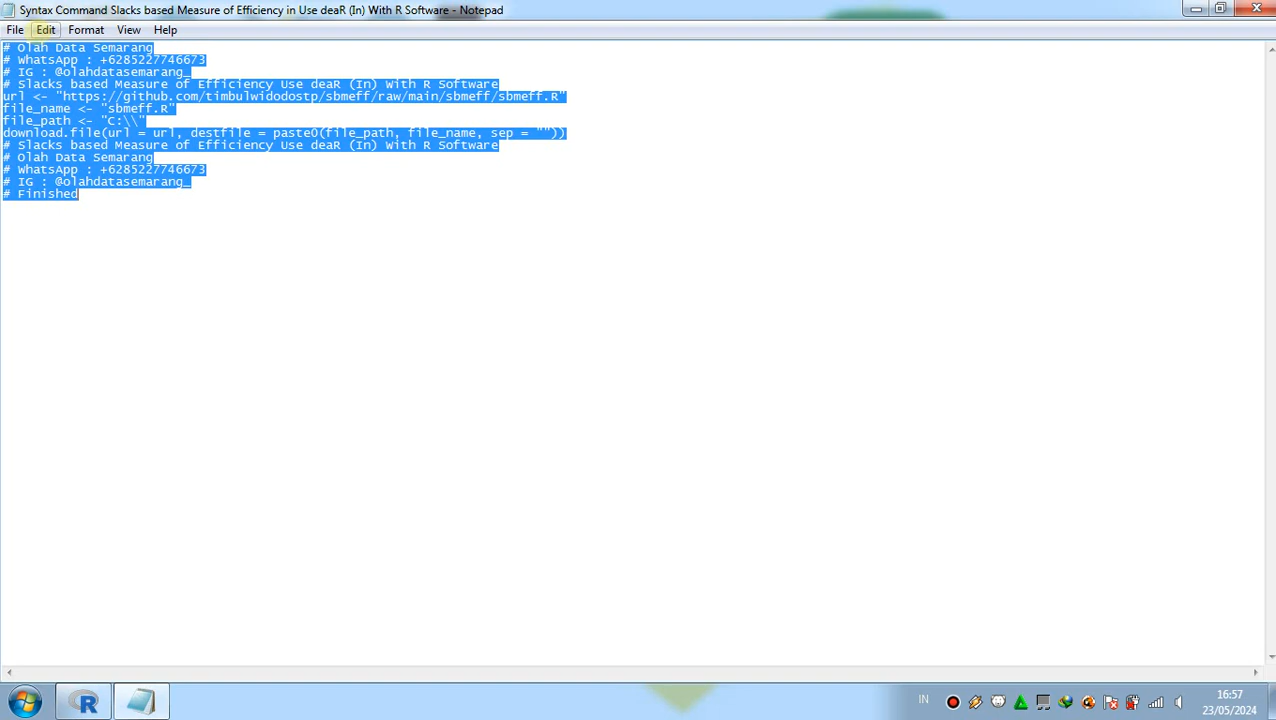 Syntax Command Slacks based Measure of Efficiency in Use deaR (In) With R Software - Notepad
File Edit Format View Help
# Olah Data Semarang
# WhatsApp : +6285227746673
# IG : @olahdatasemarang_
# Slacks based Measure of Efficiency Use deaR (In) With R Software
url <- "https://github.com/timbulwidodostp/sbmeff/raw/main/sbmeff/sbmeff.R"
file_name <- "sbmeff.R"
file_path <- "C:\\"
download.file(url = url, destfile = paste0(file_path, file_name, sep = ""))
# Slacks based Measure of Efficiency Use deaR (In) With R Software
# Olah Data Semarang
# WhatsApp : +6285227746673
# IG : @olahdatasemarang_
# Finished
R
IN
16:57
23/05/2024